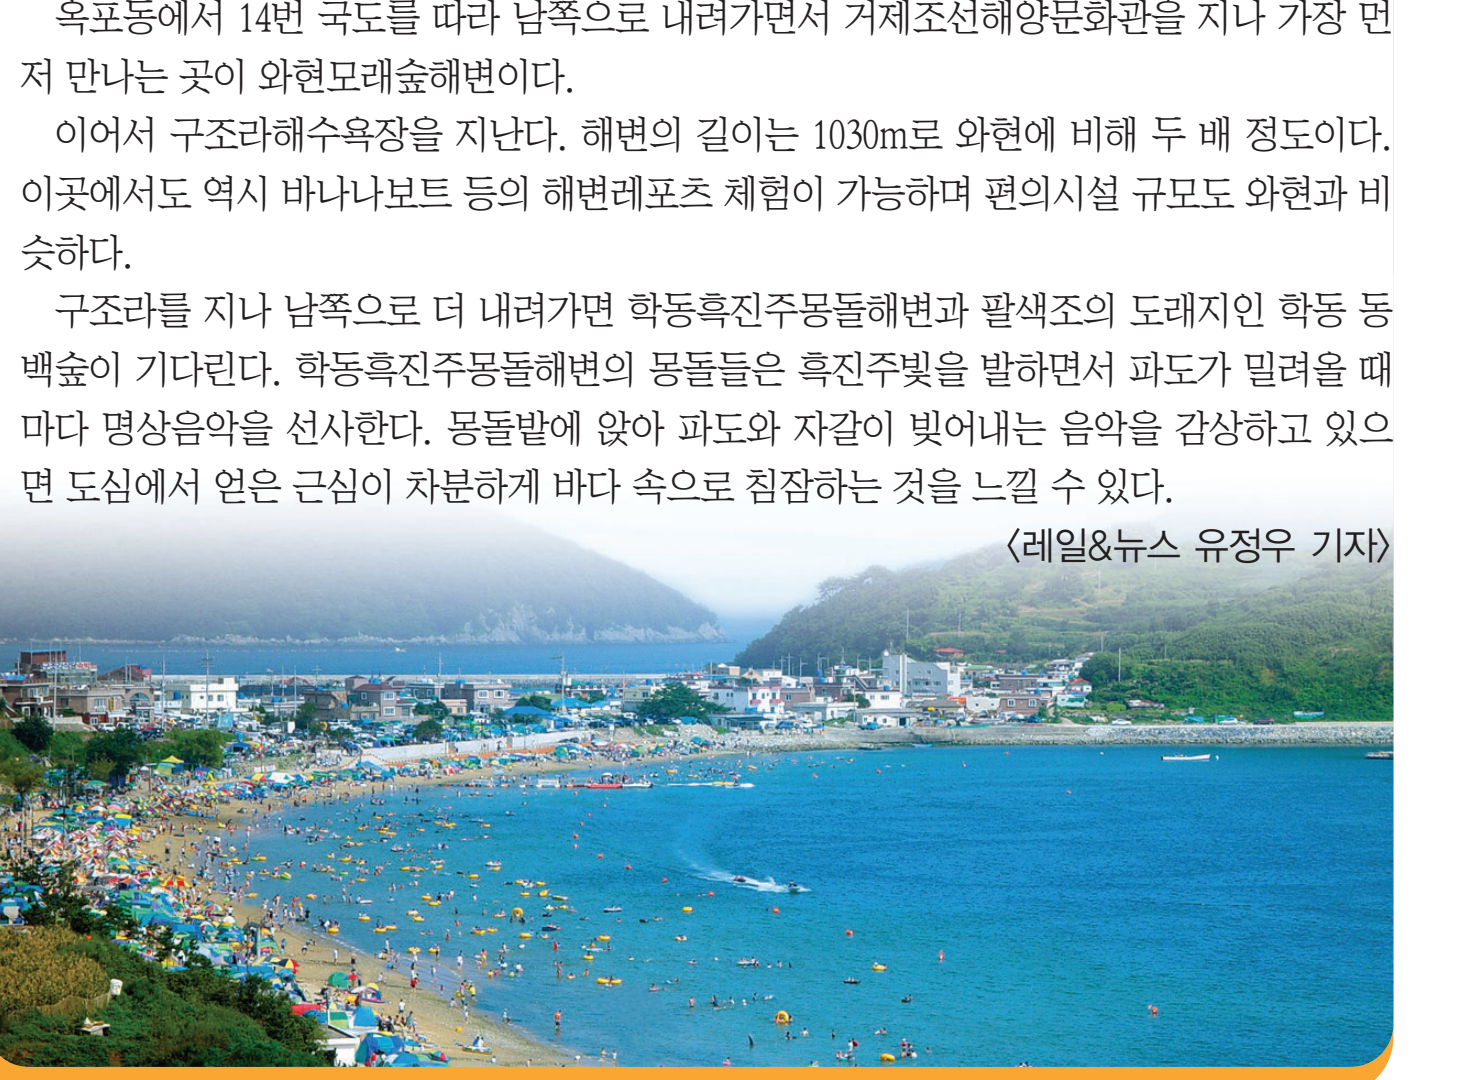 옥포동에서 14번 국도를 따라 남쪽으로 내려가면서 거제조선해양문화관을 지나 가장 먼
저 만나는 곳이 와현모래숲해변이다.
이어서 구조라해수욕장을 지난다. 해변의 길이는 1030m로 와현에 비해 두 배 정도이다.
이곳에서도 역시 바나나보트 등의 해변레포츠 체험이 가능하며 편의시설 규모도 와현과 비
슷하다.
구조라를 지나 남쪽으로 더 내려가면 학동흑진주몽돌해변과 팔색조의 도래지인 학동 동
백숲이 기다린다. 학동흑진주몽돌해변의 몽돌들은 흑진주빛을 발하면서 파도가 밀려올 때
마다 명상음악을 선사한다. 몽돌밭에 앉아 파도와 자갈이 빚어내는 음악을 감상하고 있으
면 도심에서 얻은 근심이 차분하게 바다 속으로 침잠하는 것을 느낄 수 있다.
〈레일&뉴스 유정우 기자〉